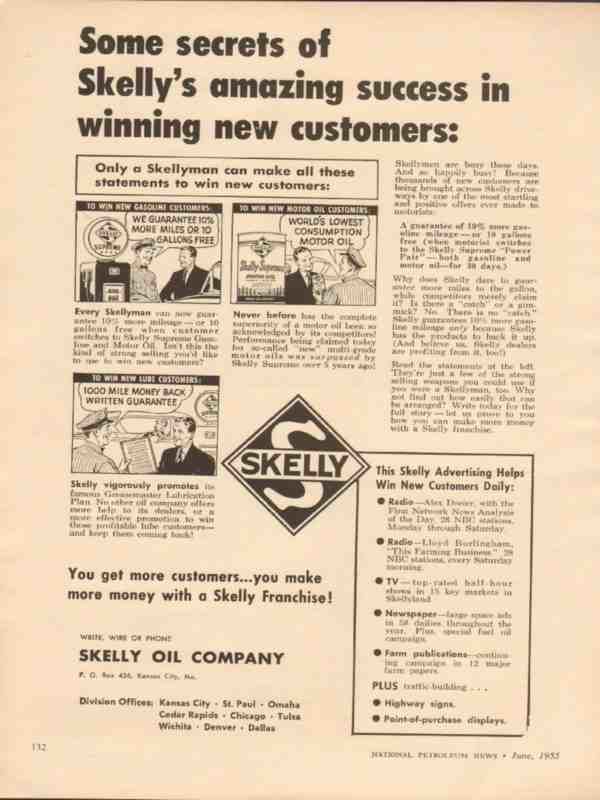 Some secrets of
Skelly's amazing success in
winning new customers:
Only a Skellyman can make all these
statements to win new customers:
TO WIN NEW GASOLINE CUSTOMERS:
WE GUARANTEE 10%
MORE MILES OR 10
GALLONS FREE
SUPREME
Every Skellyman can now guar-
antee 10% more mileage—or 10
gallons free when customer
switches to Skelly Supreme Gaso-
line and Motor Oil. Isn't this the
kind of strong selling you'd like
to use to win new customers?
TO WIN NEW MOTOR OIL CUSTOMERS:
WORLD'S LOWEST
CONSUMPTION
MOTOR OIL
Skelly Supreme
Never before has the complete
superiority of a motor oil been so
acknowledged by its competitors!
Performance being claimed today
for so-called "new" multi-grade
motor oils was surpassed by
Skelly Supreme over 5 years ago!
TO WIN NEW LUBE CUSTOMERS:
1000 MILE MONEY BACK
WRITTEN GUARANTEE
Skelly vigorously promotes its
famous Greasemaster Lubrication
Plan. No other oil company offers
more help to its dealers, or a
more effective promotion to win
those profitable lube customers—
and keep them coming back!
Skellymen are busy these days.
And so happily busy! Because
thousands of new customers are
being brought across Skelly drive-
ways by one of the most startling
and positive offers ever made to
motorists:
A guarantee of 10% more gas-
oline mileage—or 10 gallons
free (when motorist switches
to the Skelly Supreme "Power
Pair"—both gasoline and
motor oil—for 30 days.)
Why does Skelly dare to guar-
antee more miles to the gallon,
while competitors merely claim
it? Is there a "catch" or a gim-
mick? No. There is no "catch."
Skelly guarantees 10% more gaso-
line mileage only because Skelly
has the products to back it up.
(And believe us, Skelly dealers
are profiting from it, too!)
Read the statements at the left.
They're just a few of the strong
selling weapons you could use if
you were a Skellyman, too. Why
not find out how easily that can
be arranged? Write today for the
full story—let us prove to you
how you can make more money
with a Skelly franchise.
SKELLY
You get more customers...you make
more money with a Skelly Franchise!
WRITE, WIRE OR PHONE
SKELLY OIL COMPANY
P. O. Box 436, Kansas City, Mo.
Division Offices: Kansas City · St. Paul · Omaha
Cedar Rapids · Chicago · Tulsa
Wichita · Denver · Dallas
This Skelly Advertising Helps
Win New Customers Daily:
● Radio—Alex Dreier, with the
First Network News Analysis
of the Day, 28 NBC stations,
Monday through Saturday.
● Radio—Lloyd Burlingham,
"This Farming Business." 28
NBC stations, every Saturday
morning.
● TV—top-rated half-hour
shows in 15 key markets in
Skellyland
● Newspaper—large space ads
in 58 dailies throughout the
year. Plus, special fuel oil
campaign.
● Farm publications—continu-
ing campaign in 12 major
farm papers.
PLUS traffic-building . . .
● Highway signs.
● Point-of-purchase displays.
132
NATIONAL PETROLEUM NEWS • June, 1955